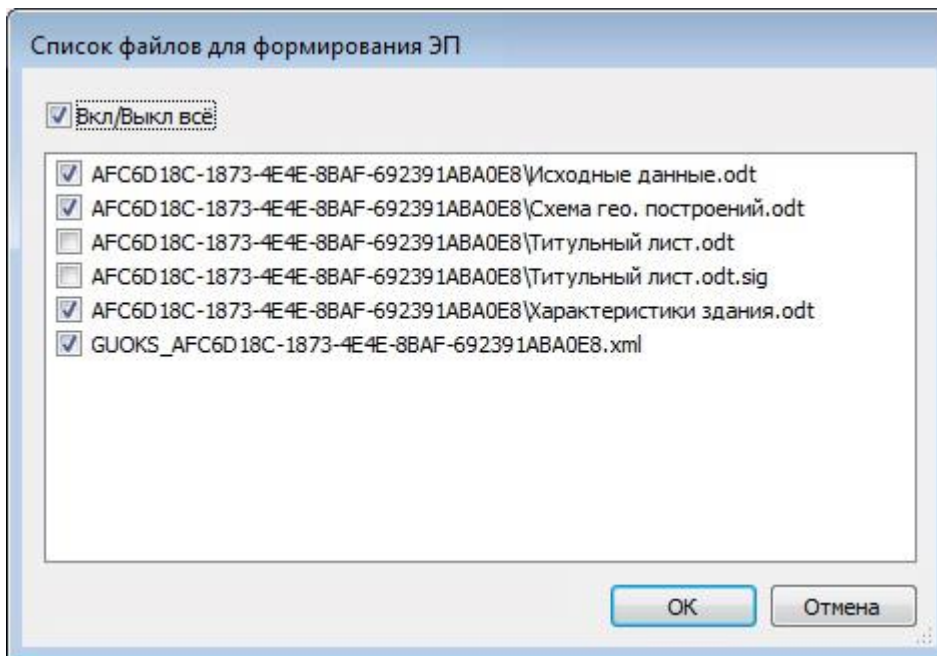 Список файлов для формирования ЭП
Вкл/Выкл всё
AFC6D18C-1873-4E4E-8BAF-692391ABA0E8\Исходные данные.odt
AFC6D18C-1873-4E4E-8BAF-692391ABA0E8\Схема гео. построений.odt
AFC6D18C-1873-4E4E-8BAF-692391ABA0E8\Титульный лист.odt
AFC6D18C-1873-4E4E-8BAF-692391ABA0E8\Титульный лист.odt.sig
AFC6D18C-1873-4E4E-8BAF-692391ABA0E8\Характеристики здания.odt
GUOKS_AFC6D18C-1873-4E4E-8BAF-692391ABA0E8.xml
ОК Отмена